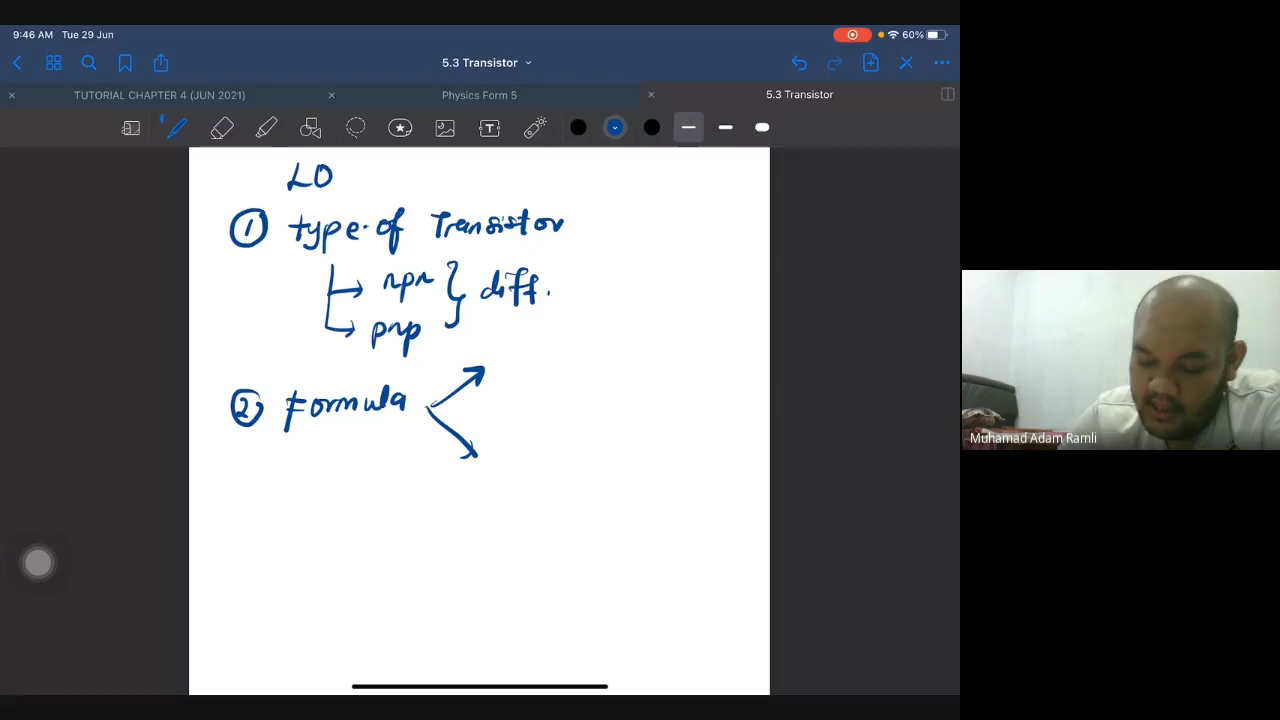 9:46 AM Tue 29 Jun
60%
5.3 Transistor
TUTORIAL CHAPTER 4 (JUN 2021)
Physics Form 5
5.3 Transistor
LO
① type of Transistor
npn
diff.
pnp
② Formula
Muhamad Adam Ramli